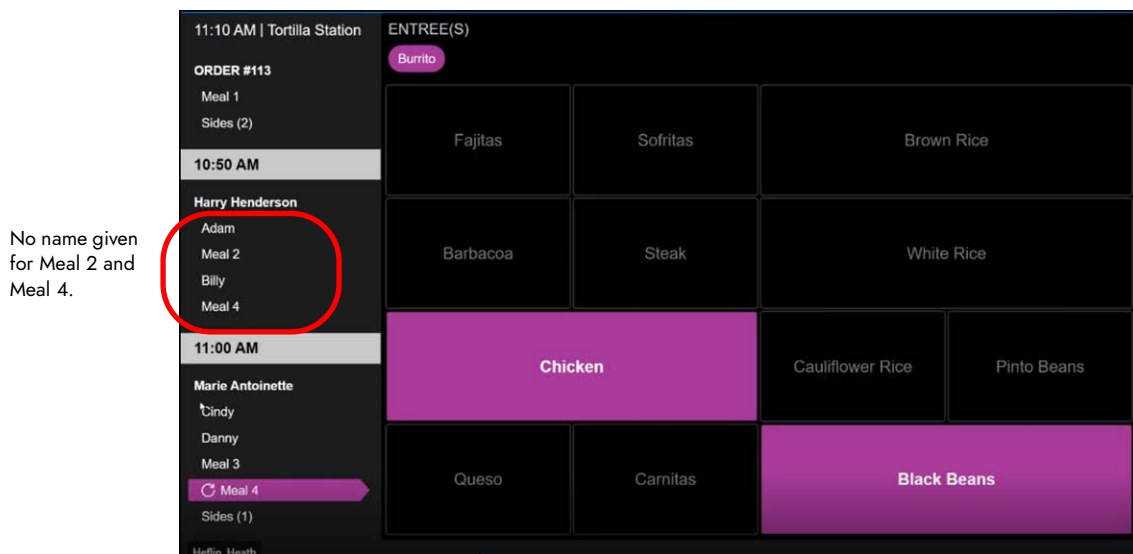 No name given
for Meal 2 and
Meal 4.
11:10 AM | Tortilla Station
ORDER #113
Meal 1
Sides (2)
10:50 AM
Harry Henderson
Adam
Meal 2
Billy
Meal 4
11:00 AM
Marie Antoinette
Cindy
Danny
Meal 3
Meal 4
Sides (1)
Heflin, Heath
ENTREE(S)
Burrito
Fajitas
Sofritas
Brown Rice
Barbacoa
Steak
White Rice
Chicken
Cauliflower Rice
Pinto Beans
Queso
Carnitas
Black Beans